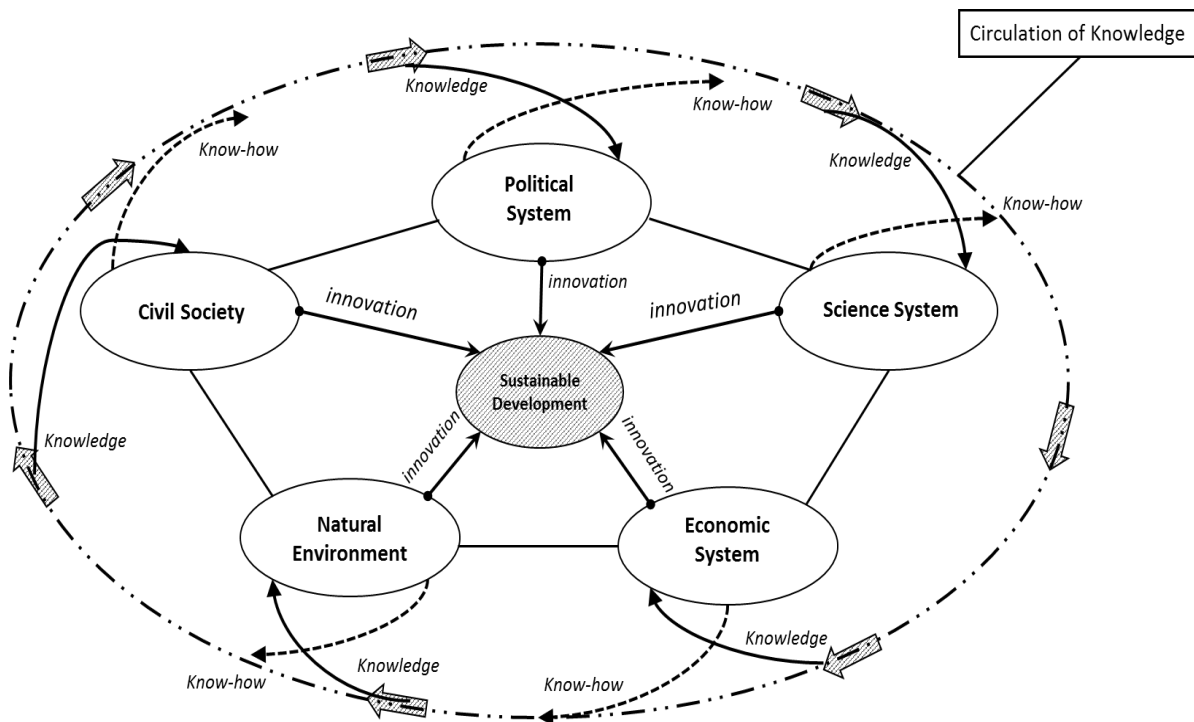 Circulation of Knowledge
Knowledge
Know-how
Know-how
Knowledge
Political
System
Know-how
innovation
Civil Society
innovation
innovation
Science System
Sustainable
Development
Knowledge
innovation
innovation
Natural
Environment
Economic
System
Knowledge
Knowledge
Know-how
Know-how